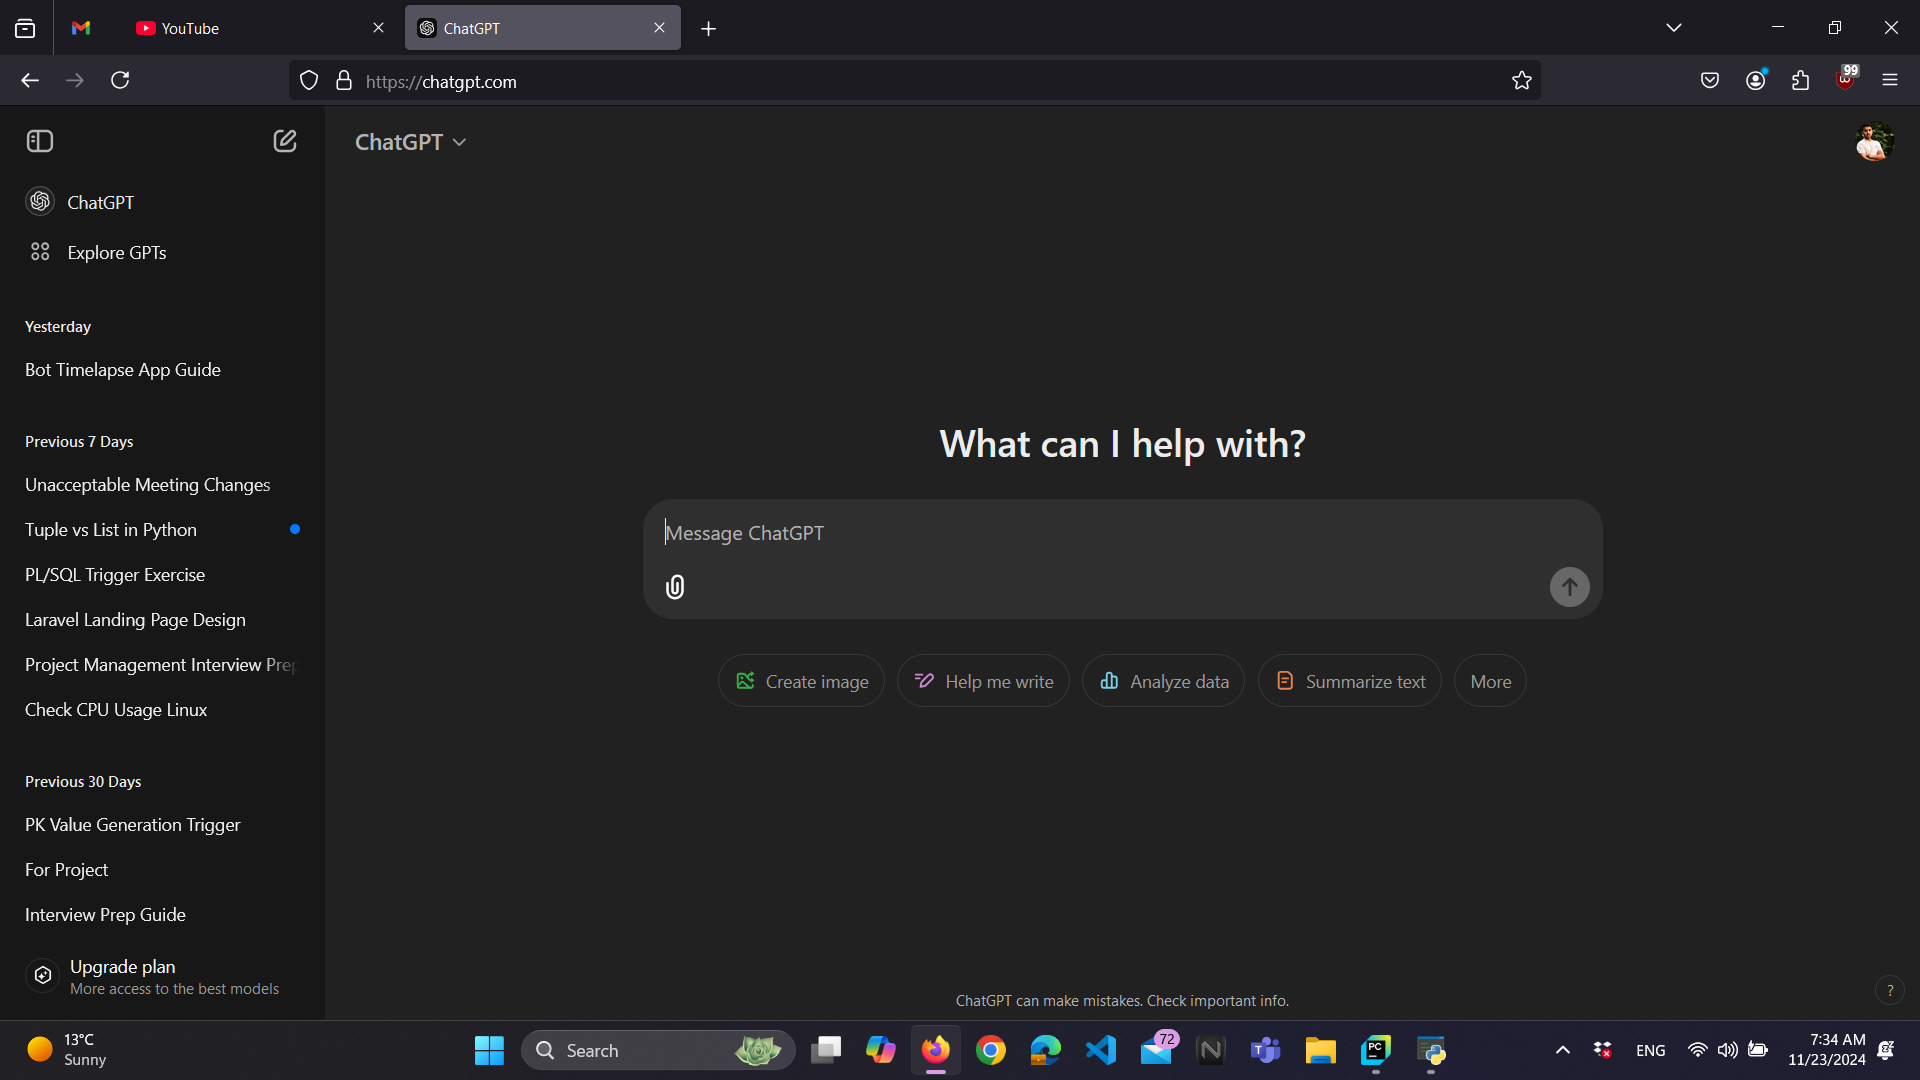 YouTube
ChatGPT
https://chatgpt.com
99
ChatGPT
ChatGPT
Explore GPTs
Yesterday
Bot Timelapse App Guide
Previous 7 Days
Unacceptable Meeting Changes
Tuple vs List in Python
PL/SQL Trigger Exercise
Laravel Landing Page Design
Project Management Interview Prep
Check CPU Usage Linux
Previous 30 Days
PK Value Generation Trigger
For Project
Interview Prep Guide
Upgrade plan
More access to the best models
What can I help with?
Message ChatGPT
Create image
Help me write
Analyze data
Summarize text
More
ChatGPT can make mistakes. Check important info.
?
13°C
Sunny
Search
72
PC
ENG
7:34 AM
11/23/2024